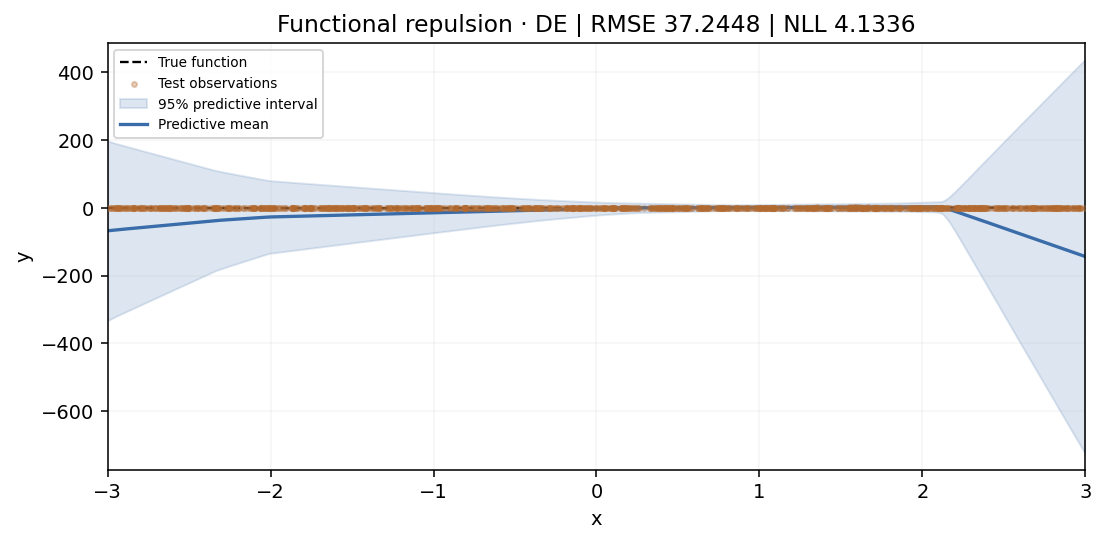 Functional repulsion · DE | RMSE 37.2448 | NLL 4.1336
True function
Test observations
95% predictive interval
Predictive mean
400
200
0
−200
−400
−600
y
−3
−2
−1
0
1
2
3
x